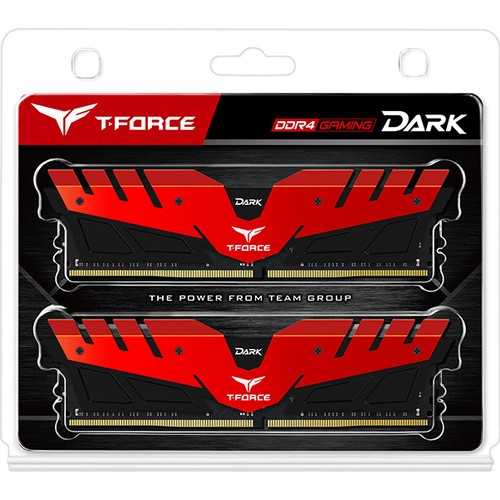 T-FORCE
DDR4 GAMING DARK
DARK
T-FORCE
THE POWER FROM TEAM GROUP
DARK
T-FORCE